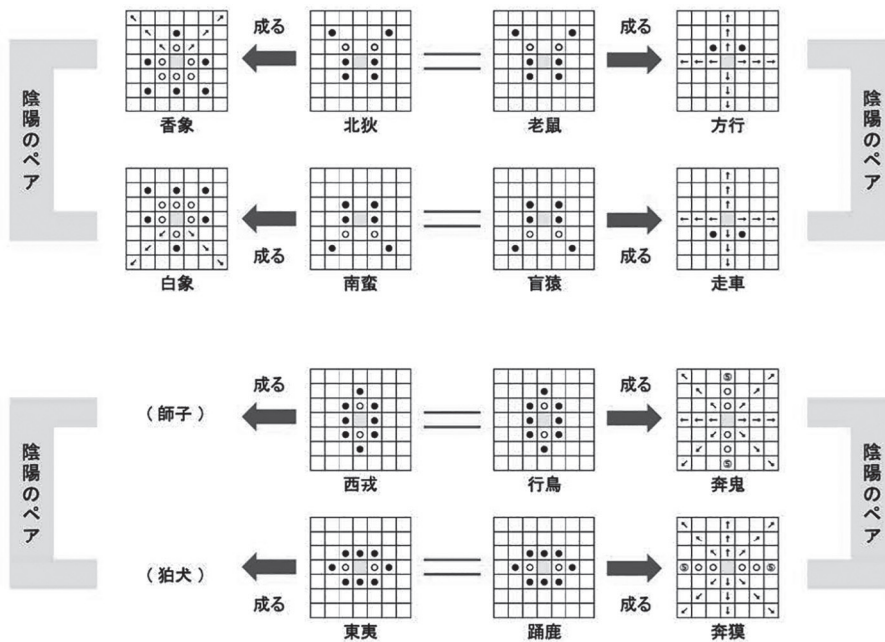 陰陽のペア
成る
成る
香象
北狄
老鼠
方行
陰陽のペア
成る
成る
白象
南蛮
盲猿
走車
陰陽のペア
成る
成る
(師子)
西戎
行鳥
奔鬼
陰陽のペア
(狛犬)
成る
成る
東夷
踊鹿
奔獏